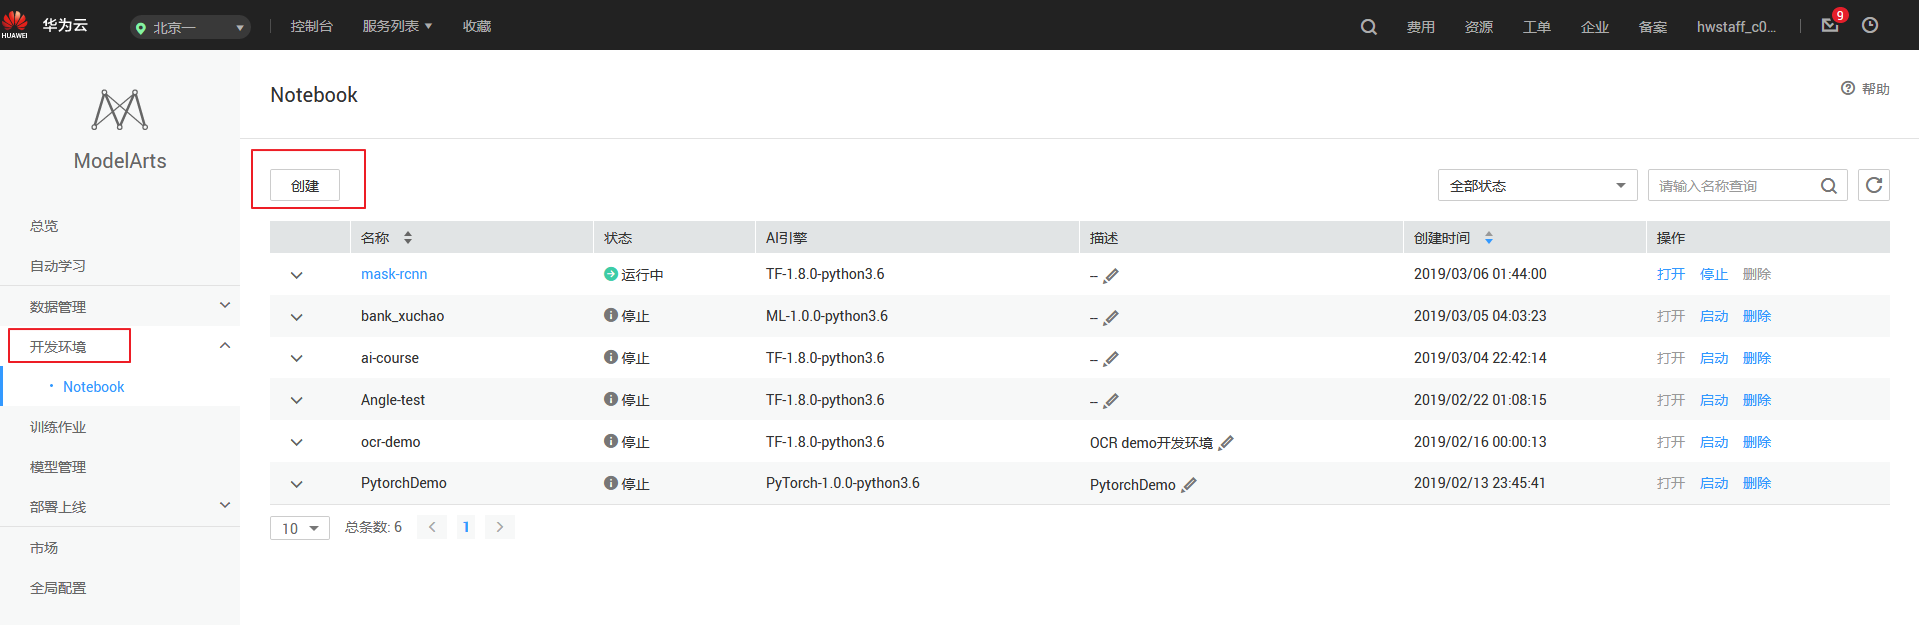 HUAWEI 华为云 北京一 控制台 服务列表 收藏 费用 资源 工单 企业 备案 hwstaff_c0... 9
ModelArts
总览
自动学习
数据管理
开发环境
Notebook
训练作业
模型管理
部署上线
市场
全局配置
Notebook 帮助
创建 全部状态 请输入名称查询
名称 状态 AI引擎 描述 创建时间 操作
mask-rcnn 运行中 TF-1.8.0-python3.6 -- 2019/03/06 01:44:00 打开 停止 删除
bank_xuchao 停止 ML-1.0.0-python3.6 -- 2019/03/05 04:03:23 打开 启动 删除
ai-course 停止 TF-1.8.0-python3.6 -- 2019/03/04 22:42:14 打开 启动 删除
Angle-test 停止 TF-1.8.0-python3.6 -- 2019/02/22 01:08:15 打开 启动 删除
ocr-demo 停止 TF-1.8.0-python3.6 OCR demo开发环境 2019/02/16 00:00:13 打开 启动 删除
PytorchDemo 停止 PyTorch-1.0.0-python3.6 PytorchDemo 2019/02/13 23:45:41 打开 启动 删除
10 总条数: 6 < 1 >